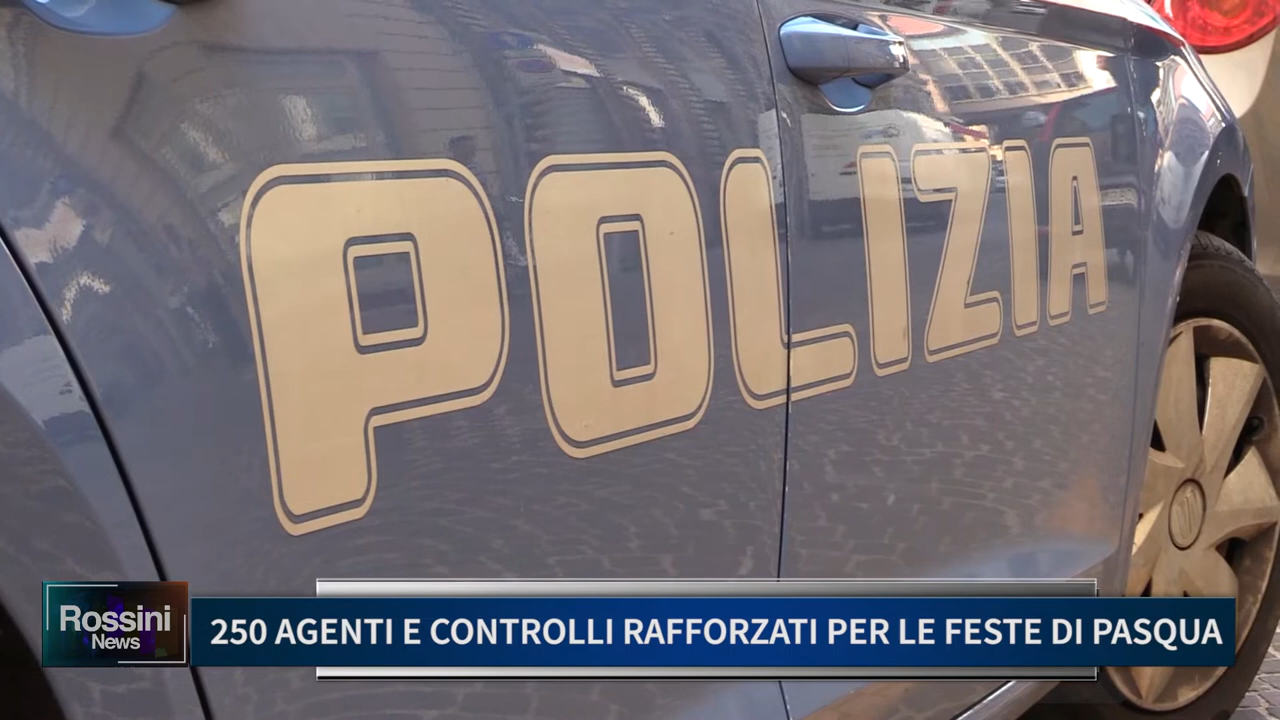 POLIZIA
Rossini
News
250 AGENTI E CONTROLLI RAFFORZATI PER LE FESTE DI PASQUA